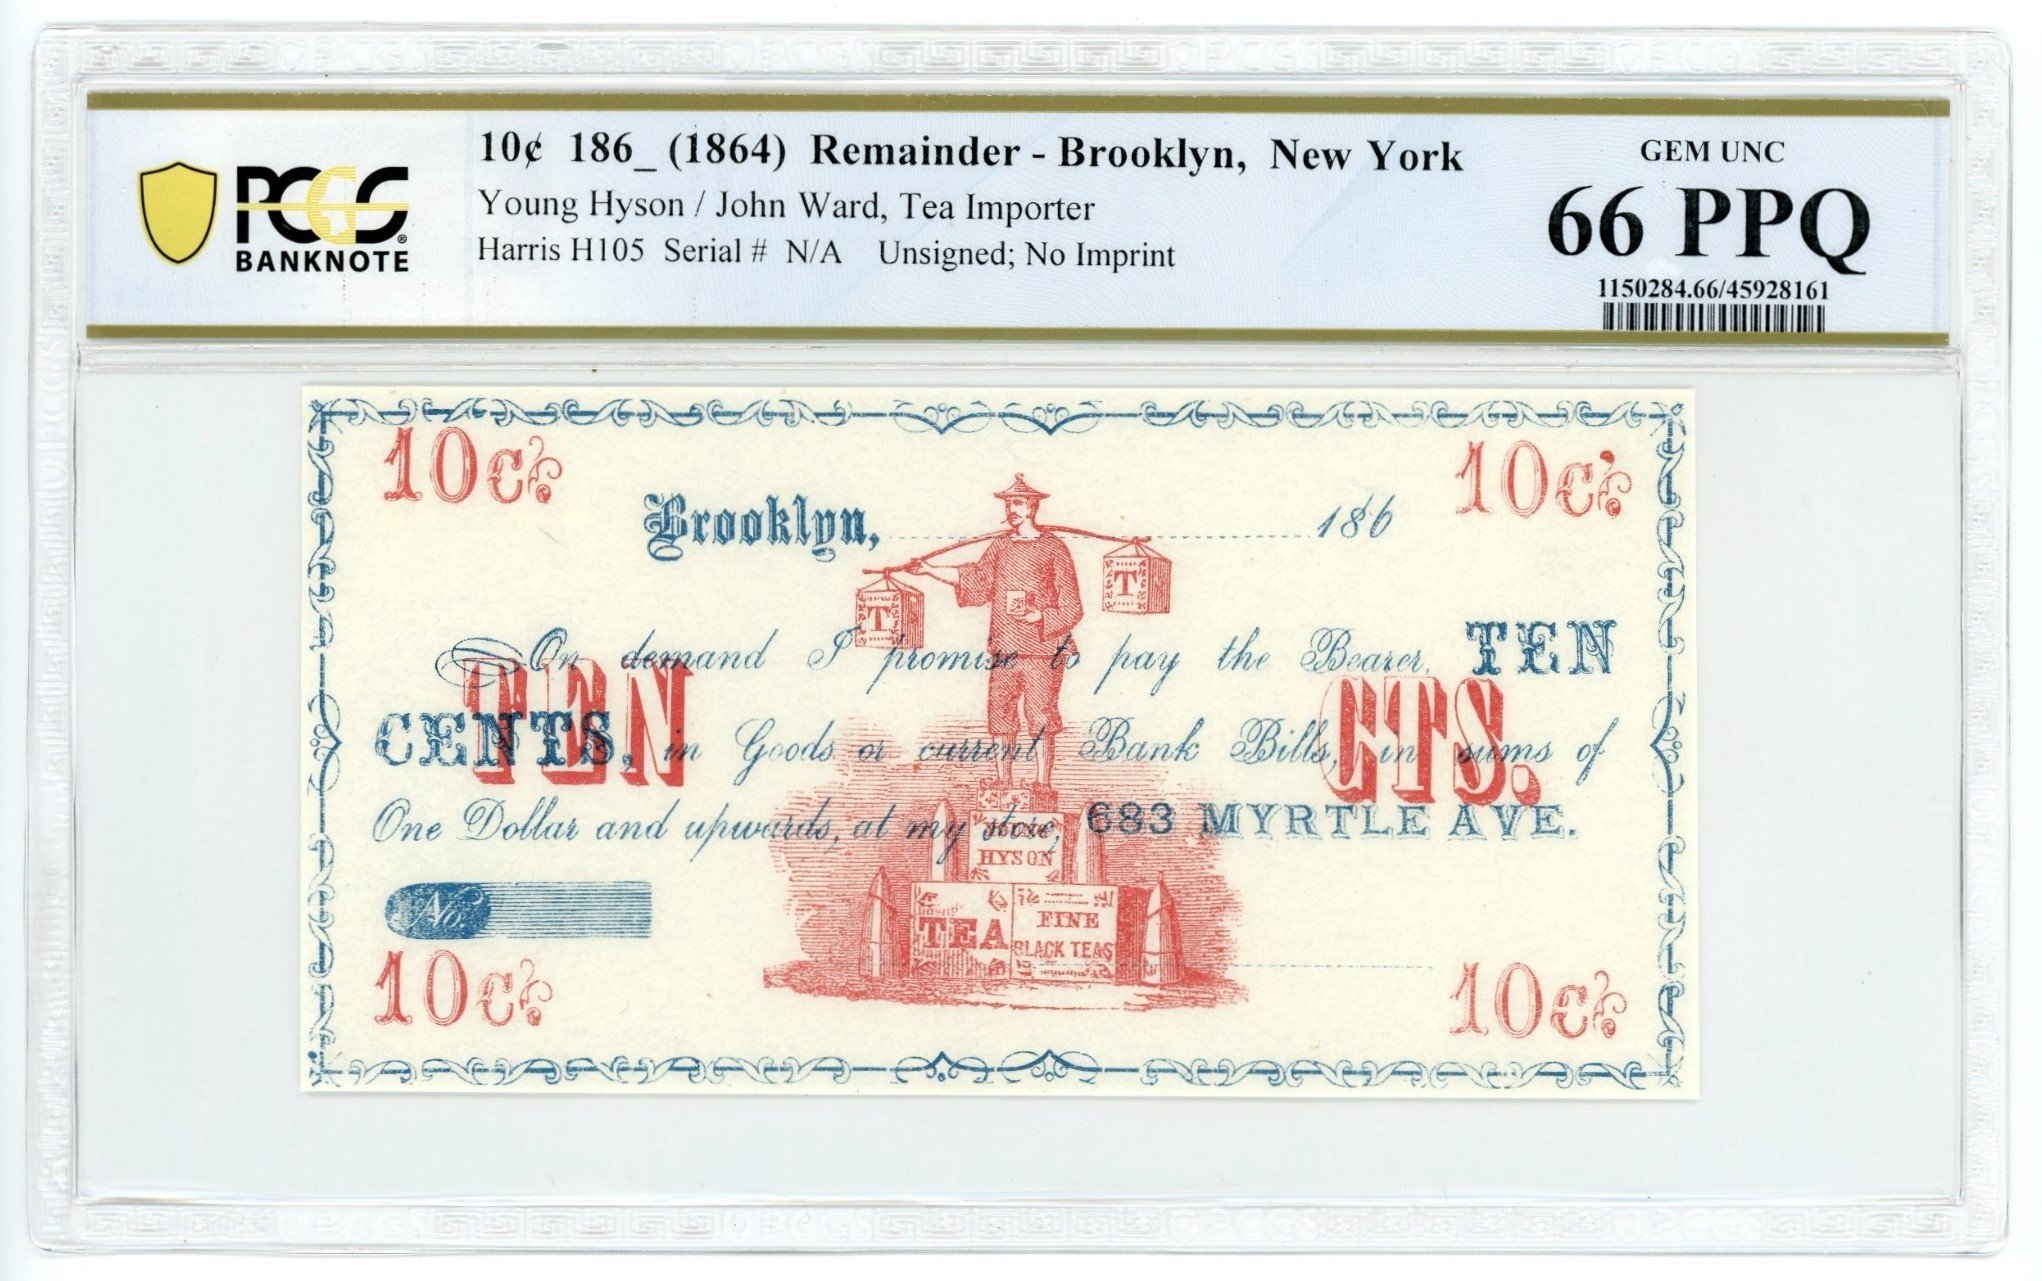 PCGS BANKNOTE
10¢ 186_ (1864) Remainder - Brooklyn, New York
Young Hyson / John Ward, Tea Importer
Harris H105 Serial # N/A Unsigned; No Imprint
GEM UNC
66 PPQ
1150284.66/45928161
10 c's
10 c's
Brooklyn, 186
T
T
On demand I promise to pay the Bearer, TEN
TEN CTS.
CENTS, in Goods or current Bank Bills, in sums of
One Dollar and upwards, at my store, 683 MYRTLE AVE.
HYSON
No.
TEA
FINE
BLACK TEAS
10 c's
10 c's